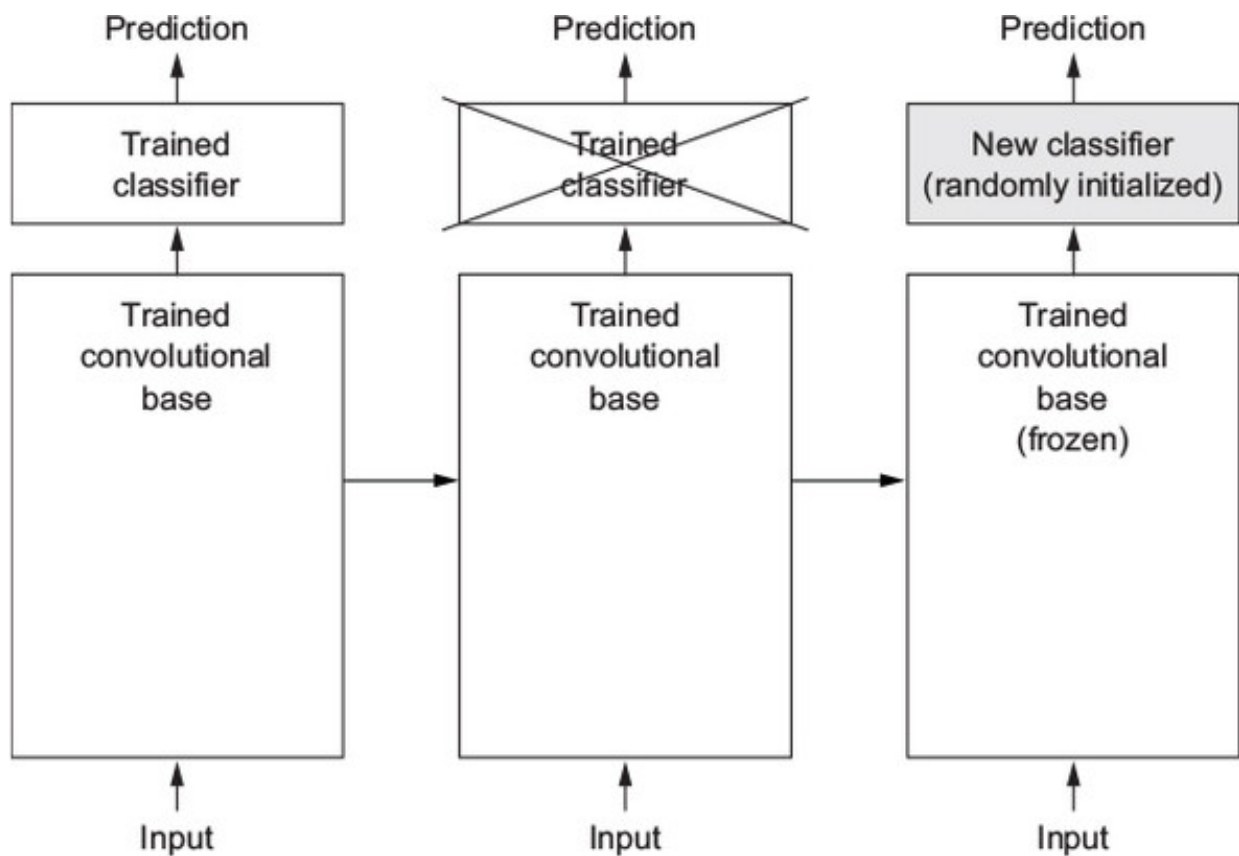 Prediction
Trained
classifier
Trained
convolutional
base
Input
Prediction
Trained
classifier
Trained
convolutional
base
Input
Prediction
New classifier
(randomly initialized)
Trained
convolutional
base
(frozen)
Input